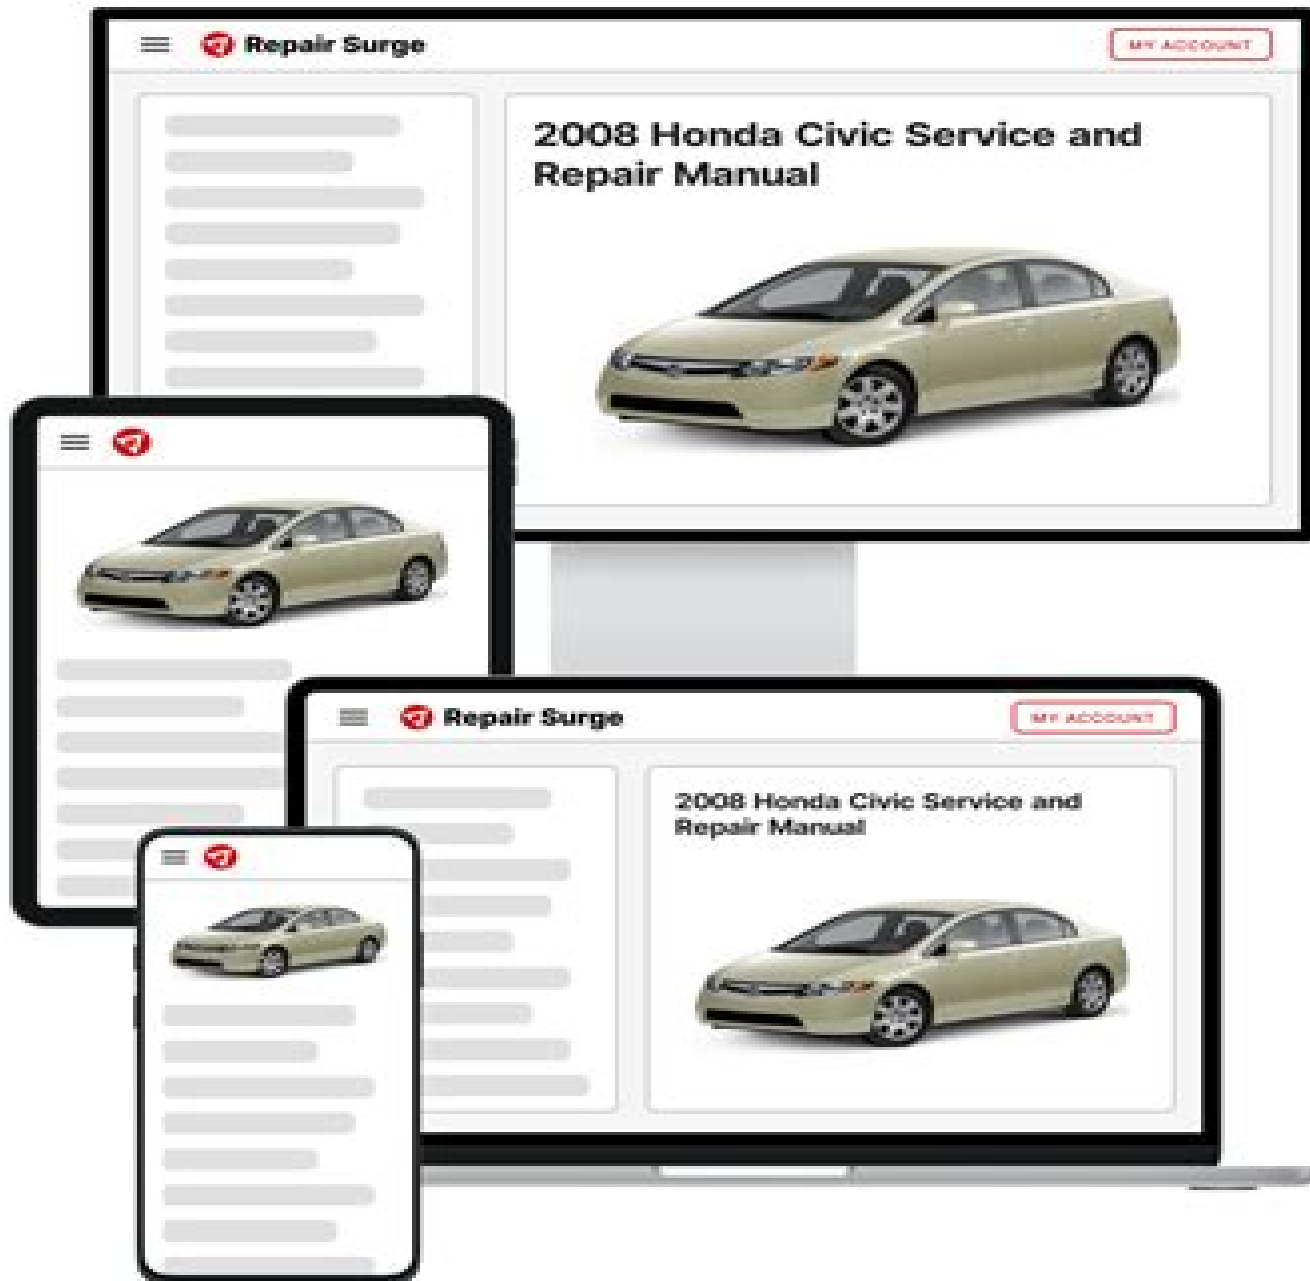 Repair Surge
MY ACCOUNT
2008 Honda Civic Service and
Repair Manual
Repair Surge
MY ACCOUNT
2008 Honda Civic Service and
Repair Manual